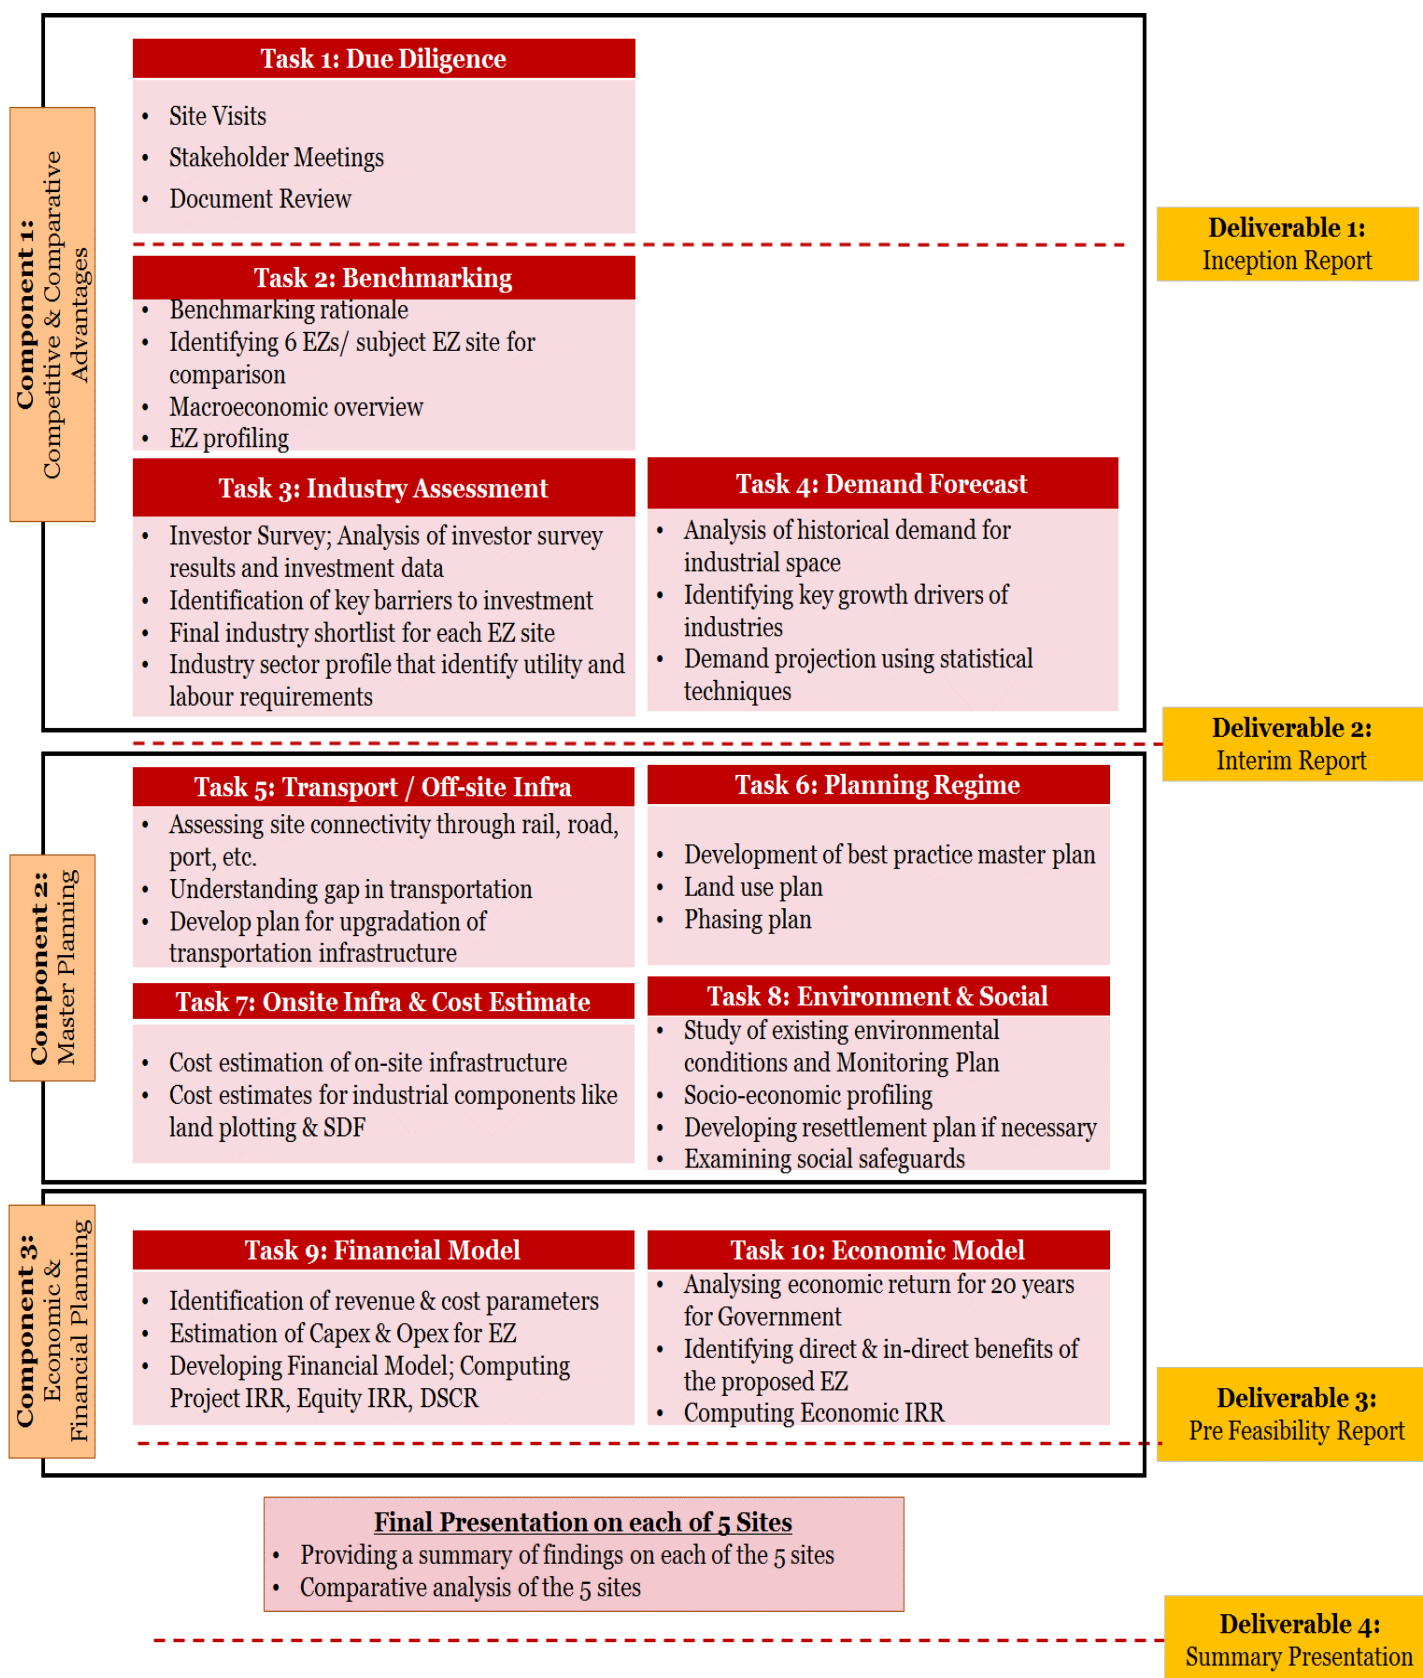 Component 1:
Competitive & Comparative
Advantages
Task 1: Due Diligence
• Site Visits
• Stakeholder Meetings
• Document Review
Deliverable 1:
Inception Report
Task 2: Benchmarking
• Benchmarking rationale
• Identifying 6 EZs/ subject EZ site for
comparison
• Macroeconomic overview
• EZ profiling
Task 3: Industry Assessment
• Investor Survey; Analysis of investor survey
results and investment data
• Identification of key barriers to investment
• Final industry shortlist for each EZ site
• Industry sector profile that identify utility and
labour requirements
Task 4: Demand Forecast
• Analysis of historical demand for
industrial space
• Identifying key growth drivers of
industries
• Demand projection using statistical
techniques
Deliverable 2:
Interim Report
Component 2:
Master Planning
Task 5: Transport / Off-site Infra
• Assessing site connectivity through rail, road,
port, etc.
• Understanding gap in transportation
• Develop plan for upgradation of
transportation infrastructure
Task 6: Planning Regime
• Development of best practice master plan
• Land use plan
• Phasing plan
Task 7: Onsite Infra & Cost Estimate
• Cost estimation of on-site infrastructure
• Cost estimates for industrial components like
land plotting & SDF
Task 8: Environment & Social
• Study of existing environmental
conditions and Monitoring Plan
• Socio-economic profiling
• Developing resettlement plan if necessary
• Examining social safeguards
Component 3:
Economic &
Financial Planning
Task 9: Financial Model
• Identification of revenue & cost parameters
• Estimation of Capex & Opex for EZ
• Developing Financial Model; Computing
Project IRR, Equity IRR, DSCR
Task 10: Economic Model
• Analysing economic return for 20 years
for Government
• Identifying direct & in-direct benefits of
the proposed EZ
• Computing Economic IRR
Deliverable 3:
Pre Feasibility Report
Final Presentation on each of 5 Sites
• Providing a summary of findings on each of the 5 sites
• Comparative analysis of the 5 sites
Deliverable 4:
Summary Presentation